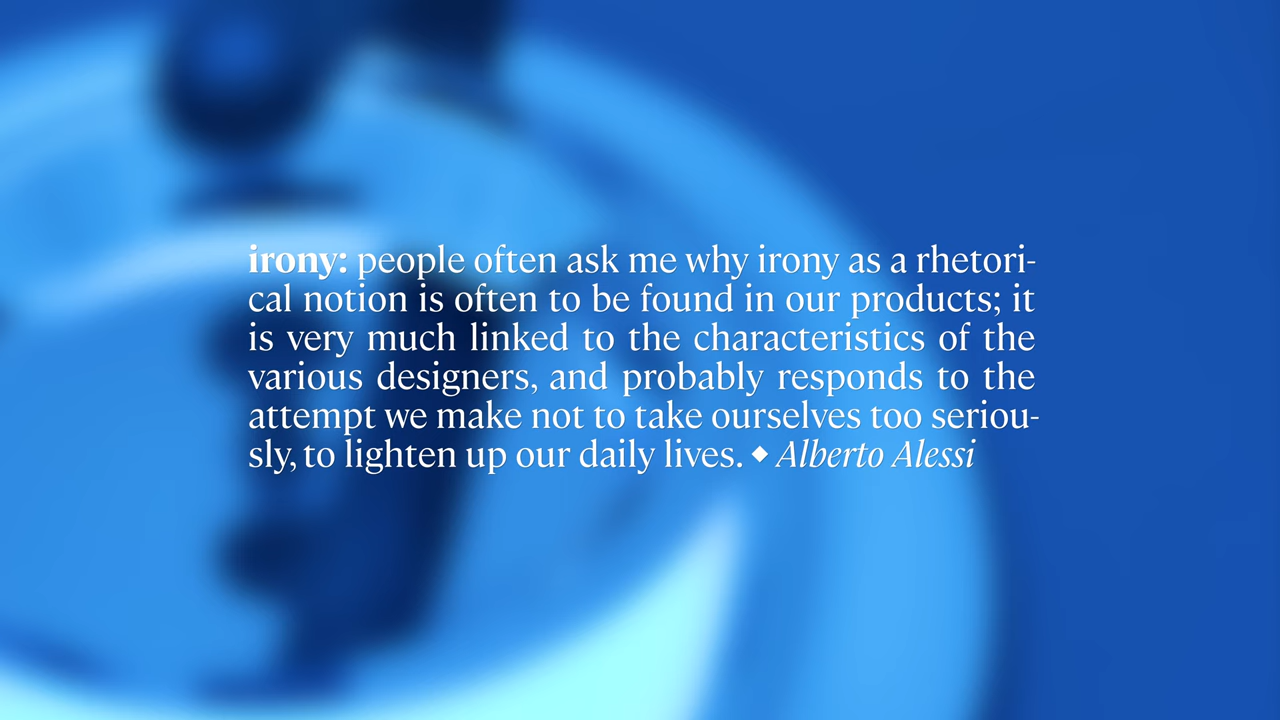 irony: people often ask me why irony as a rhetori-
cal notion is often to be found in our products; it
is very much linked to the characteristics of the
various designers, and probably responds to the
attempt we make not to take ourselves too seriou-
sly, to lighten up our daily lives. ◆ Alberto Alessi